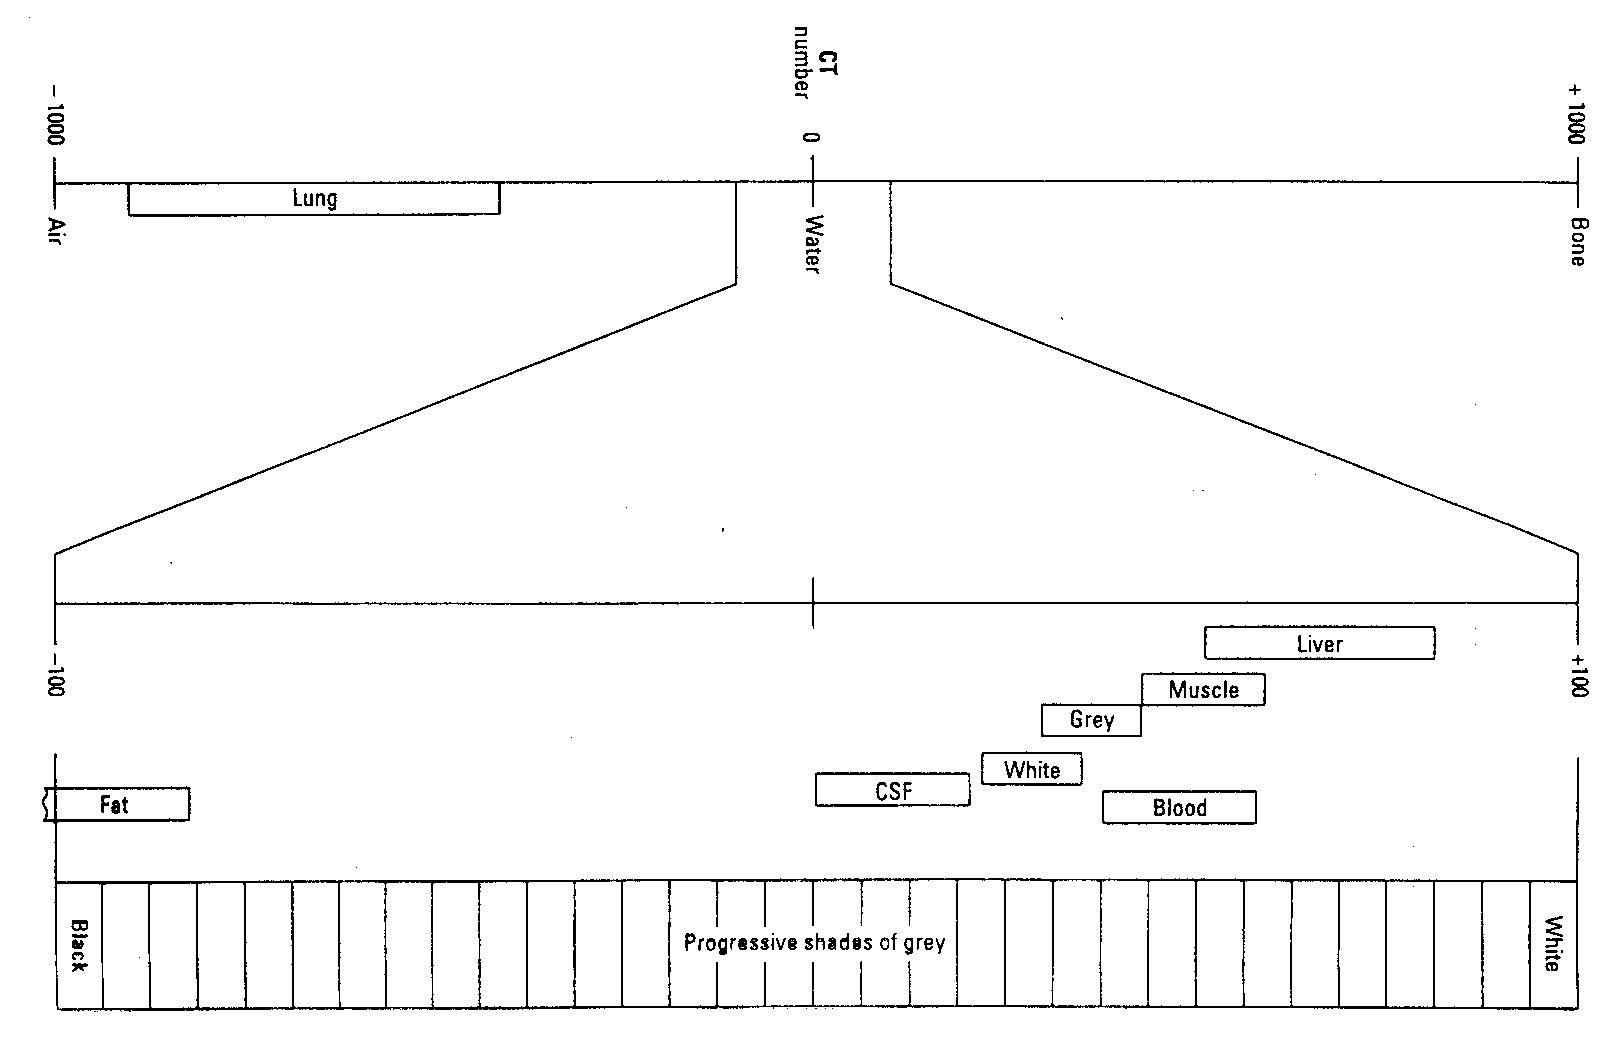 CT
number
- 1000
0
+ 1000
Lung
Air
Water
Bone
-100
+100
Liver
Muscle
Grey
White
CSF
Fat
Blood
Black
Progressive shades of grey
White